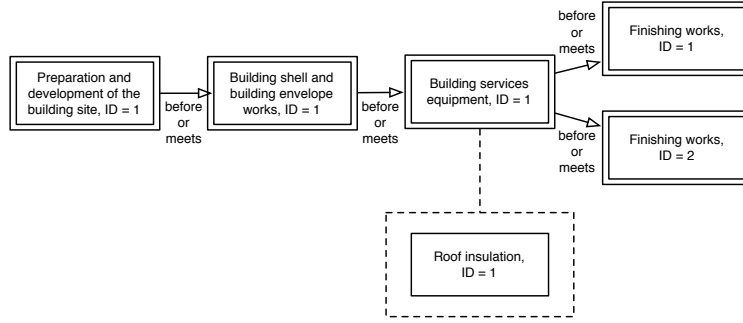 Preparation and
development of the
building site, ID = 1
before
or
meets
Building shell and
building envelope
works, ID = 1
before
or
meets
Building services
equipment, ID = 1
before
or
meets
Finishing works,
ID = 1
before
or
meets
Finishing works,
ID = 2
Roof insulation,
ID = 1